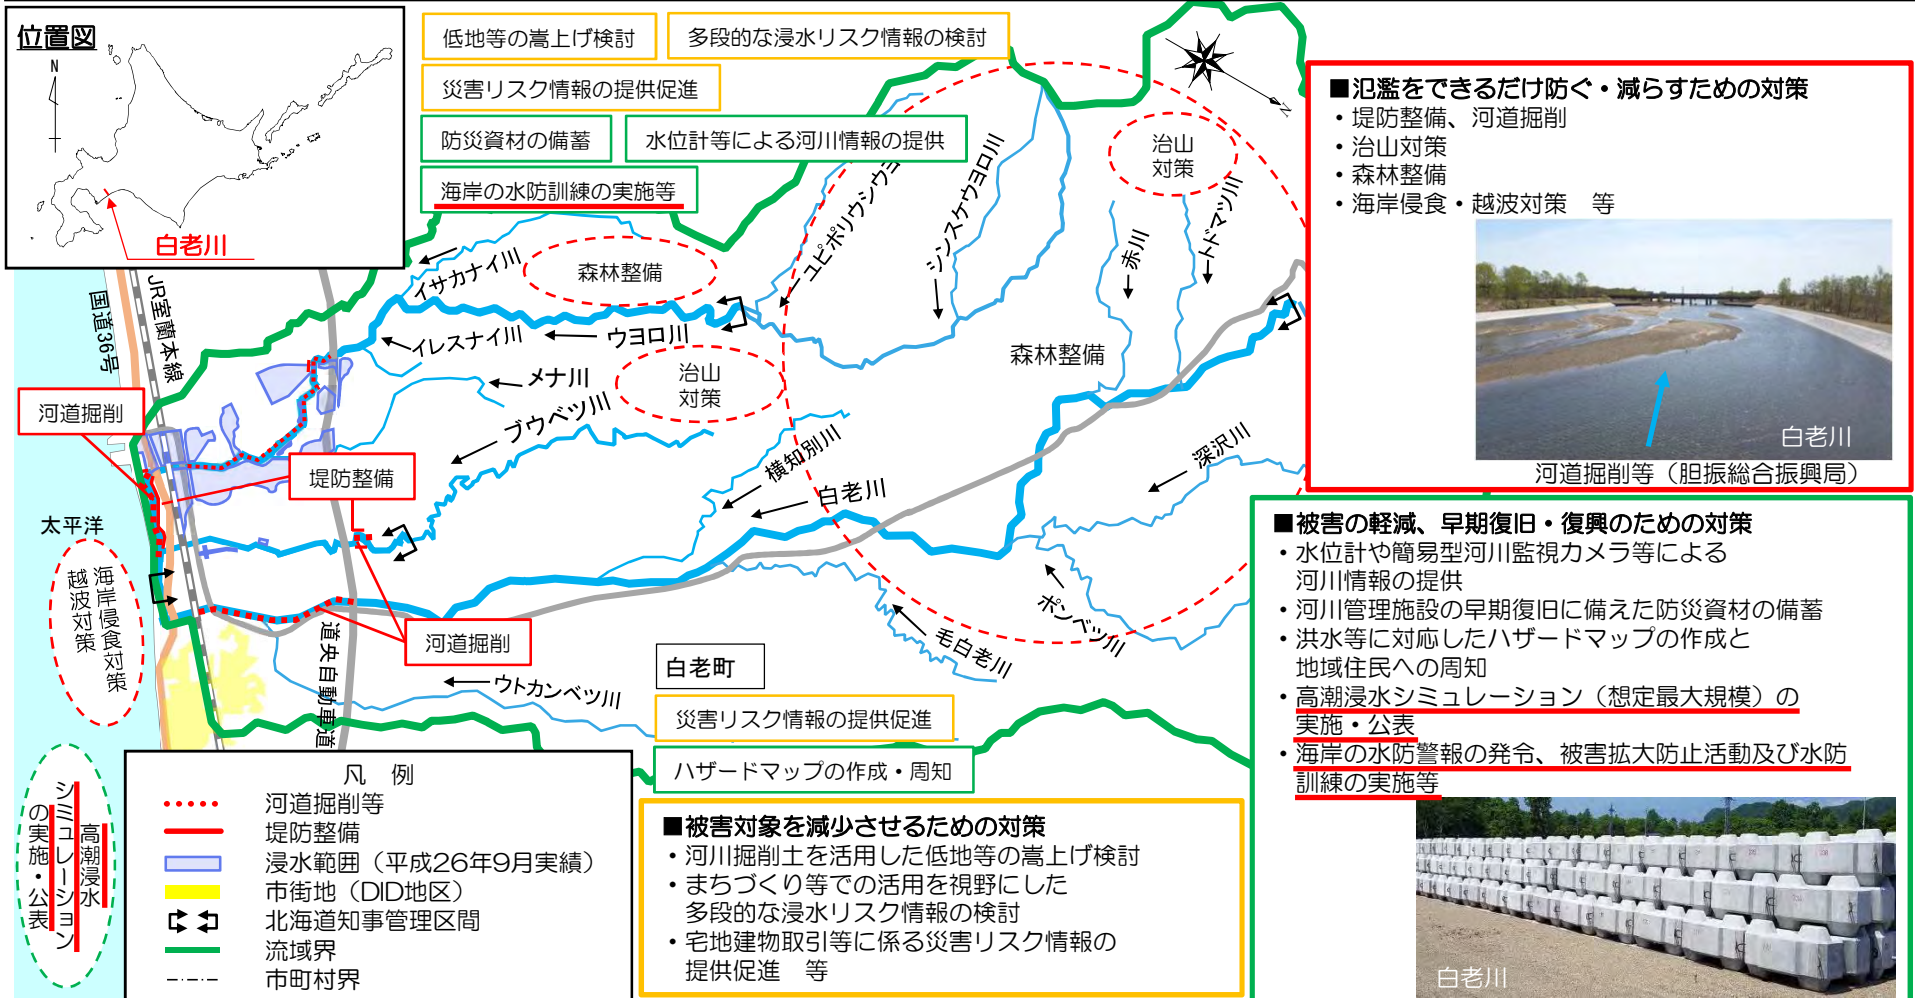 位置図
N
白老川
低地等の嵩上げ検討
多段的な浸水リスク情報の検討
災害リスク情報の提供促進
防災資材の備蓄
水位計等による河川情報の提供
海岸の水防訓練の実施等
N
■氾濫をできるだけ防ぐ・減らすための対策
・堤防整備、河道掘削
・治山対策
・森林整備
・海岸侵食・越波対策　等
白老川
河道掘削等（胆振総合振興局）
治山
対策
ユピポリウシウヨ
シンスケウヨロ川
赤川
トドマツ川
イサカナイ川
森林整備
イレスナイ川
ウヨロ川
森林整備
メナ川
治山
対策
ブウベツ川
横知別川
白老川
深沢川
国道36号
JR室蘭本線
河道掘削
堤防整備
太平洋
海岸侵食対策
越波対策
河道掘削
道央自動車道
ウトカンベツ川
毛白老川
ポンベツ川
白老町
災害リスク情報の提供促進
ハザードマップの作成・周知
高潮浸水
シミュレーション
の実施・公表
凡　例
河道掘削等
堤防整備
浸水範囲（平成26年9月実績）
市街地（DID地区）
北海道知事管理区間
流域界
市町村界
■被害対象を減少させるための対策
・河川掘削土を活用した低地等の嵩上げ検討
・まちづくり等での活用を視野にした
多段的な浸水リスク情報の検討
・宅地建物取引等に係る災害リスク情報の
提供促進　等
■被害の軽減、早期復旧・復興のための対策
・水位計や簡易型河川監視カメラ等による
河川情報の提供
・河川管理施設の早期復旧に備えた防災資材の備蓄
・洪水等に対応したハザードマップの作成と
地域住民への周知
・高潮浸水シミュレーション（想定最大規模）の
実施・公表
・海岸の水防警報の発令、被害拡大防止活動及び水防
訓練の実施等
白老川